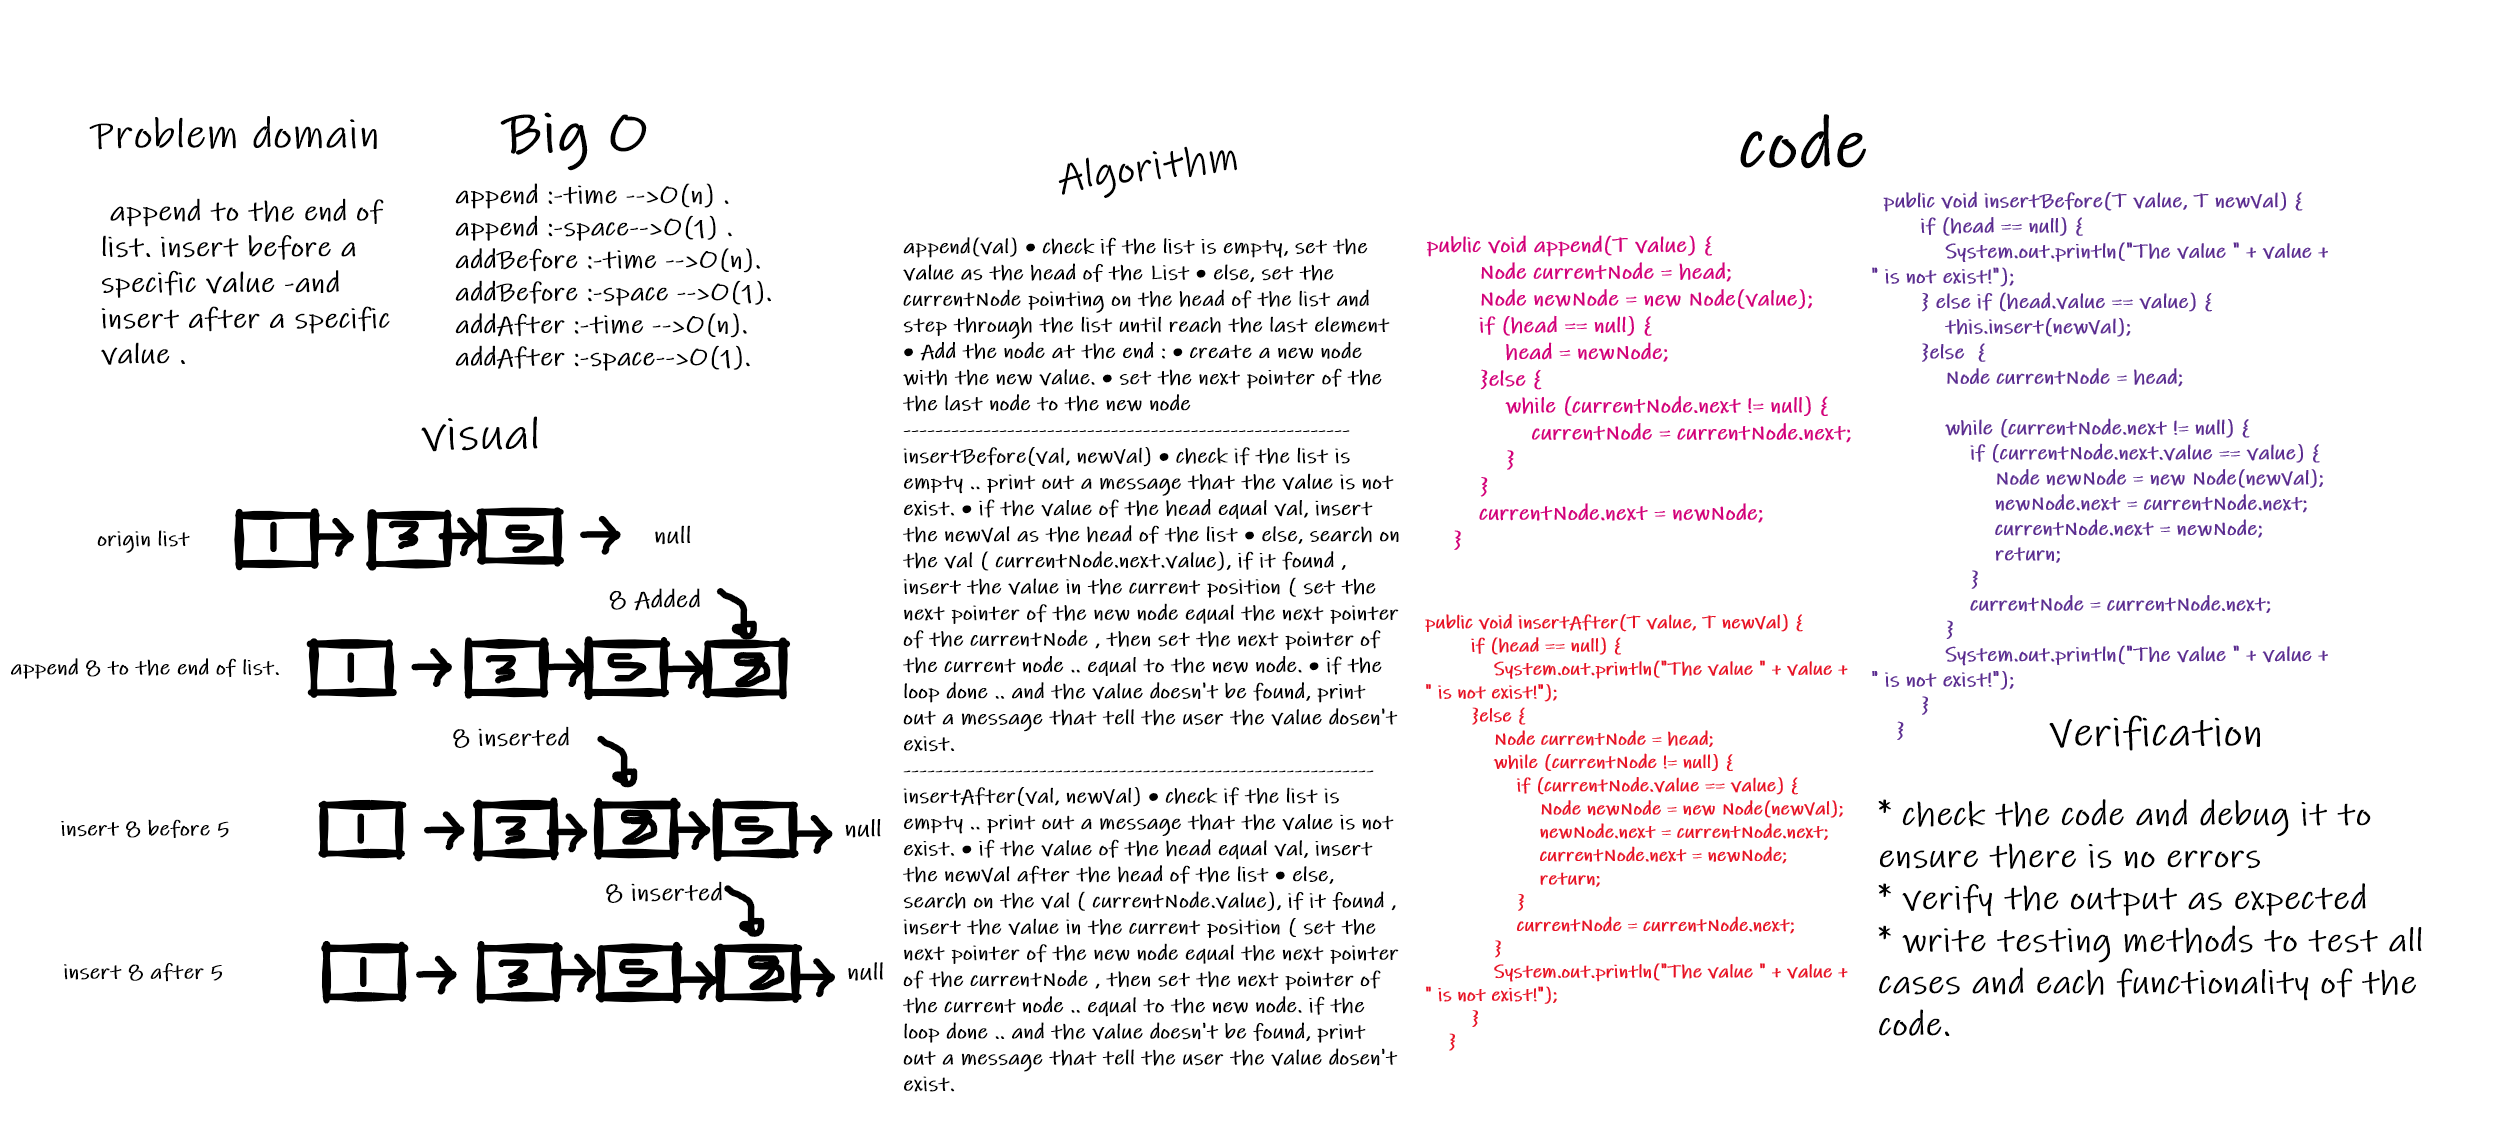 Problem domain
append to the end of
list. insert before a
specific value -and
insert after a specific
value .
Big O
append :-time -->O(n) .
append :-space-->O(1) .
addBefore :-time -->O(n).
addBefore :-space -->O(1).
addAfter :-time -->O(n).
addAfter :-space-->O(1).
visual
origin list
1 3 5 null
8 Added
append 8 to the end of list.
1 3 5 8
8 inserted
insert 8 before 5
1 3 8 5 null
8 inserted
insert 8 after 5
1 3 5 8 null
Algorithm
append(val) • check if the list is empty, set the
value as the head of the List • else, set the
currentNode pointing on the head of the list and
step through the list until reach the last element
• Add the node at the end : • create a new node
with the new value. • set the next pointer of the
the last node to the new node
--------------------------------------------------------
insertBefore(val, newVal) • check if the list is
empty .. print out a message that the value is not
exist. • if the value of the head equal val, insert
the newVal as the head of the list • else, search on
the val ( currentNode.next.value), if it found ,
insert the value in the current position ( set the
next pointer of the new node equal the next pointer
of the currentNode , then set the next pointer of
the current node .. equal to the new node. • if the
loop done .. and the value doesn't be found, print
out a message that tell the user the value dosen't
exist.
-----------------------------------------------------------
insertAfter(val, newVal) • check if the list is
empty .. print out a message that the value is not
exist. • if the value of the head equal val, insert
the newVal after the head of the list • else,
search on the val ( currentNode.value), if it found ,
insert the value in the current position ( set the
next pointer of the new node equal the next pointer
of the currentNode , then set the next pointer of
the current node .. equal to the new node. if the
loop done .. and the value doesn't be found, print
out a message that tell the user the value dosen't
exist.
code
public void append(T value) {
Node currentNode = head;
Node newNode = new Node(value);
if (head == null) {
head = newNode;
}else {
while (currentNode.next != null) {
currentNode = currentNode.next;
}
}
currentNode.next = newNode;
}
public void insertAfter(T value, T newVal) {
if (head == null) {
System.out.println("The value " + value +
" is not exist!");
}else {
Node currentNode = head;
while (currentNode != null) {
if (currentNode.value == value) {
Node newNode = new Node(newVal);
newNode.next = currentNode.next;
currentNode.next = newNode;
return;
}
currentNode = currentNode.next;
}
System.out.println("The value " + value +
" is not exist!");
}
}
public void insertBefore(T value, T newVal) {
if (head == null) {
System.out.println("The value " + value +
" is not exist!");
} else if (head.value == value) {
this.insert(newVal);
}else {
Node currentNode = head;
while (currentNode.next != null) {
if (currentNode.next.value == value) {
Node newNode = new Node(newVal);
newNode.next = currentNode.next;
currentNode.next = newNode;
return;
}
currentNode = currentNode.next;
}
System.out.println("The value " + value +
" is not exist!");
}
}
Verification
* check the code and debug it to
ensure there is no errors
* verify the output as expected
* write testing methods to test all
cases and each functionality of the
code.